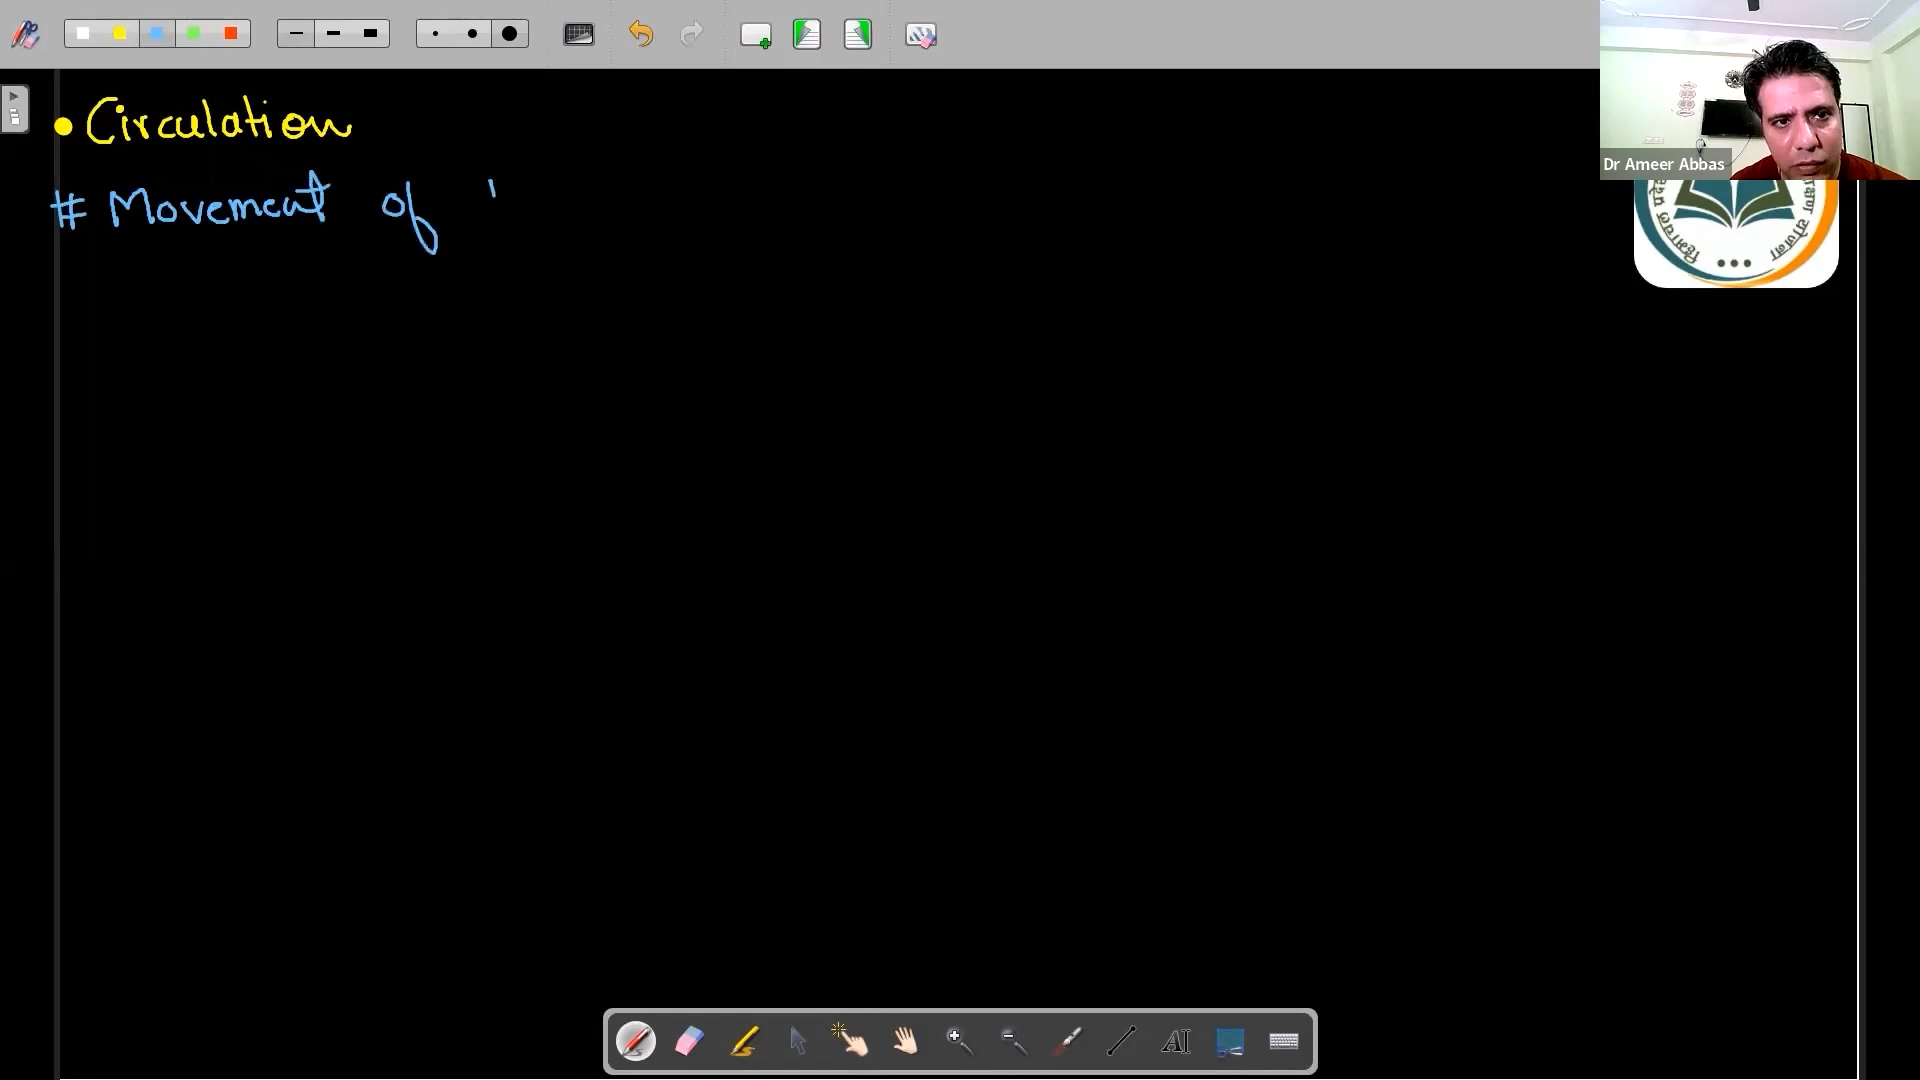 Dr Ameer Abbas
• Circulation
# Movement of